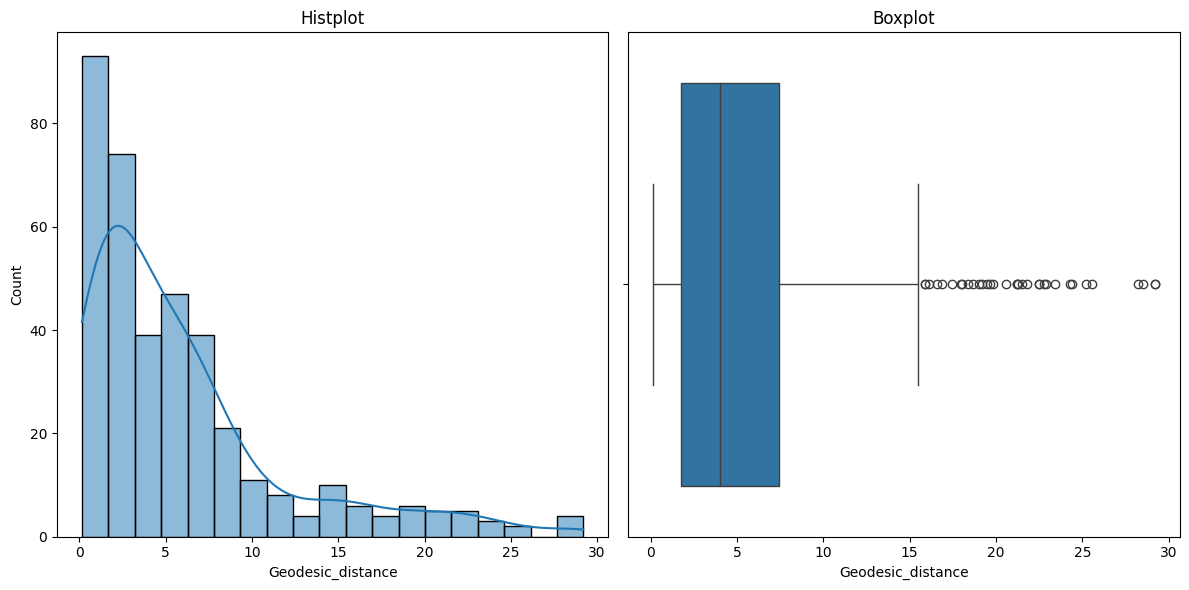 Histplot
Count
80
60
40
20
0
0 5 10 15 20 25 30
Geodesic_distance
Boxplot
0 5 10 15 20 25 30
Geodesic_distance